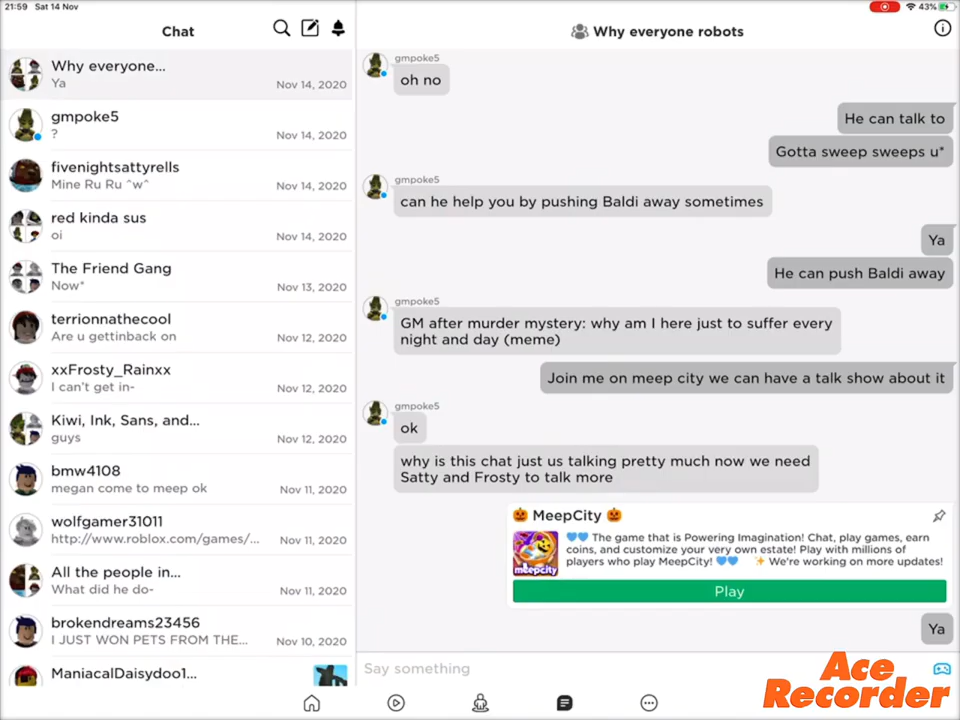 21:59 Sat 14 Nov
43%
Chat
Why everyone...
Ya
Nov 14, 2020
gmpoke5
?
Nov 14, 2020
fivenightsattyrells
Mine Ru Ru ^w^
Nov 14, 2020
red kinda sus
oi
Nov 14, 2020
The Friend Gang
Now*
Nov 13, 2020
terrionnathecool
Are u gettinback on
Nov 12, 2020
xxFrosty_Rainxx
I can't get in-
Nov 12, 2020
Kiwi, Ink, Sans, and...
guys
Nov 12, 2020
bmw4108
megan come to meep ok
Nov 11, 2020
wolfgamer31011
http://www.roblox.com/games/...
Nov 11, 2020
All the people in...
What did he do-
Nov 11, 2020
brokendreams23456
I JUST WON PETS FROM THE...
Nov 10, 2020
ManiacalDaisydoo1...
Why everyone robots
gmpoke5
oh no
He can talk to
Gotta sweep sweeps u*
gmpoke5
can he help you by pushing Baldi away sometimes
Ya
He can push Baldi away
gmpoke5
GM after murder mystery: why am I here just to suffer every
night and day (meme)
Join me on meep city we can have a talk show about it
gmpoke5
ok
why is this chat just us talking pretty much now we need
Satty and Frosty to talk more
🎃 MeepCity 🎃
meepcity
💙💙 The game that is Powering Imagination! Chat, play games, earn
coins, and customize your very own estate! Play with millions of
players who play MeepCity! 💙💙 ✨ We're working on more updates!
Play
Ya
Say something
Ace
Recorder